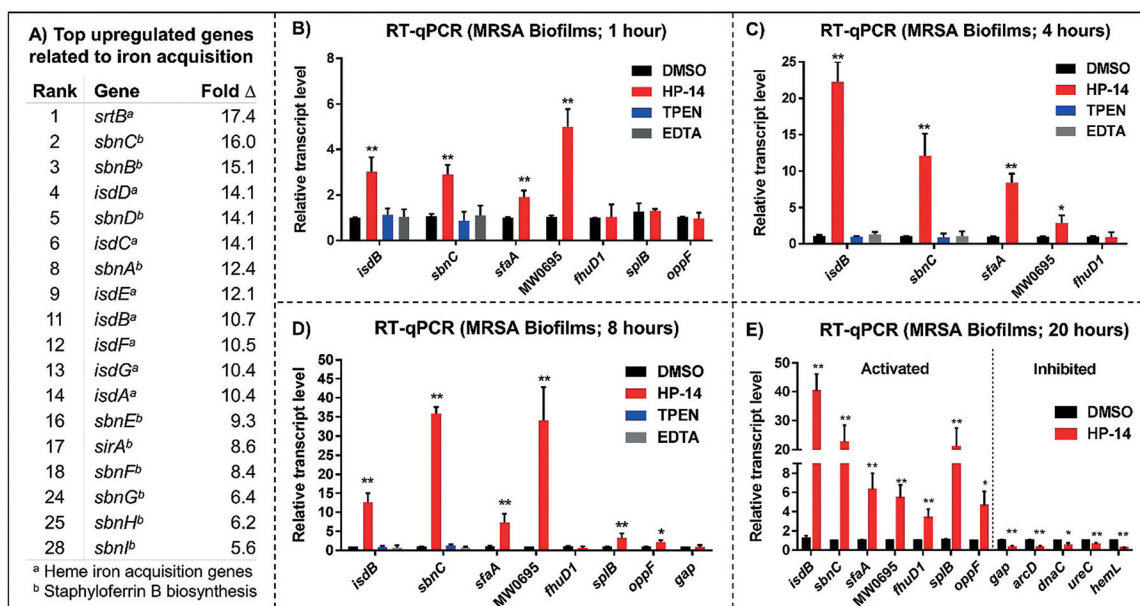 A) Top upregulated genes
related to iron acquisition
Rank Gene Fold Δ
1 srtBᵃ 17.4
2 sbnCᵇ 16.0
3 sbnBᵇ 15.1
4 isdDᵃ 14.1
5 sbnDᵇ 14.1
6 isdCᵃ 14.1
8 sbnAᵇ 12.4
9 isdEᵃ 12.1
11 isdBᵃ 10.7
12 isdFᵃ 10.5
13 isdGᵃ 10.4
14 isdAᵃ 10.4
16 sbnEᵇ 9.3
17 sirAᵇ 8.6
18 sbnFᵇ 8.4
24 sbnGᵇ 6.4
25 sbnHᵇ 6.2
28 sbnIᵇ 5.6
ᵃ Heme iron acquisition genes
ᵇ Staphyloferrin B biosynthesis
B) RT-qPCR (MRSA Biofilms; 1 hour)
Relative transcript level
8
6
4
2
0
DMSO
HP-14
TPEN
EDTA
** ** ** **
isdB sbnC sfaA MW0695 fhuD1 splB oppF
C) RT-qPCR (MRSA Biofilms; 4 hours)
Relative transcript level
25
20
15
10
5
0
DMSO
HP-14
TPEN
EDTA
** ** ** *
isdB sbnC sfaA MW0695 fhuD1
D) RT-qPCR (MRSA Biofilms; 8 hours)
Relative transcript level
50
45
40
35
30
25
20
15
10
5
0
DMSO
HP-14
TPEN
EDTA
** ** ** ** ** *
isdB sbnC sfaA MW0695 fhuD1 splB oppF gap
E) RT-qPCR (MRSA Biofilms; 20 hours)
Relative transcript level
Activated Inhibited
50
40
30
20
10
8
6
4
2
0
DMSO
HP-14
** ** ** ** ** ** * ** ** * ** **
isdB sbnC sfaA MW0695 fhuD1 splB oppF gap arcD dnaC ureC hemL